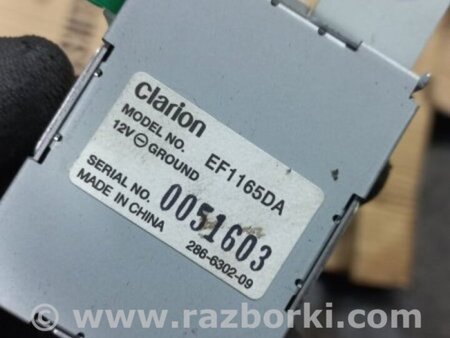 Clarion
MODEL NO. EF1165DA
12V ⊖ GROUND
SERIAL NO. 0051603
MADE IN CHINA
286-6302-09
www.razborki.com